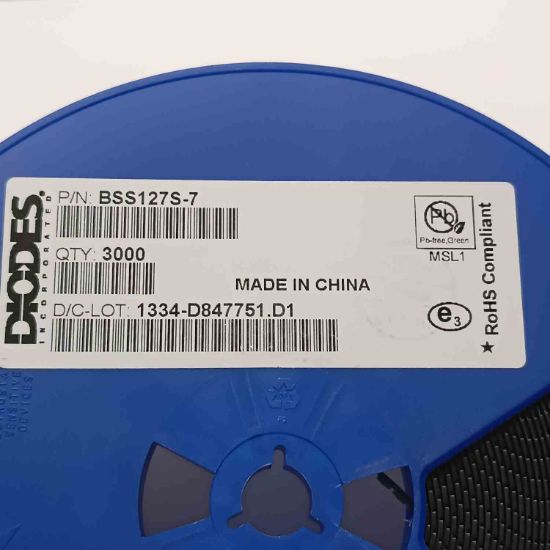 DIODES
INCORPORATED
P/N: BSS127S-7
QTY: 3000
MADE IN CHINA
D/C-LOT: 1334-D847751.D1
Pb
Pb-free,Green
MSL1
e3
★ RoHS Compliant